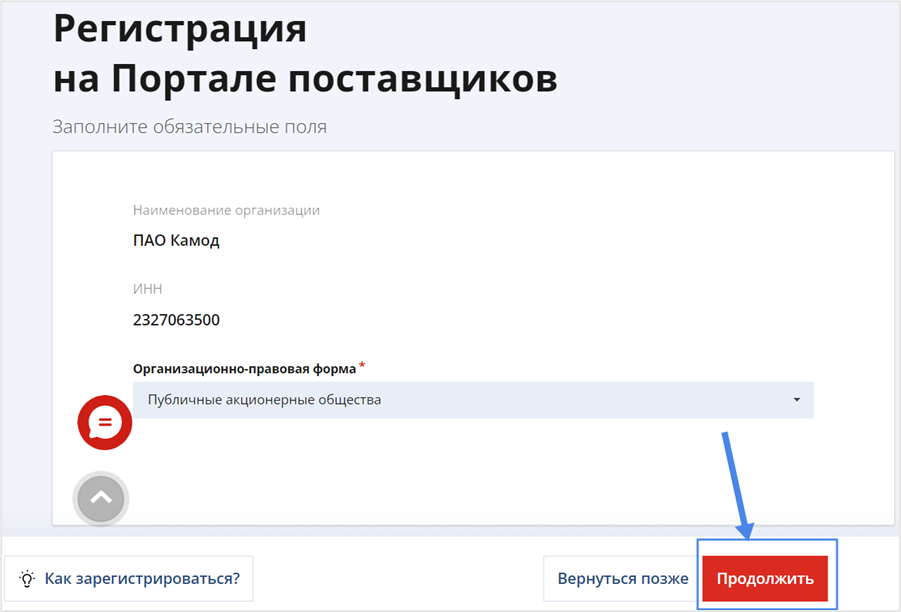 Регистрация
на Портале поставщиков
Заполните обязательные поля
Наименование организации
ПАО Камод
ИНН
2327063500
Организационно-правовая форма *
Публичные акционерные общества
Как зарегистрироваться?
Вернуться позже
Продолжить